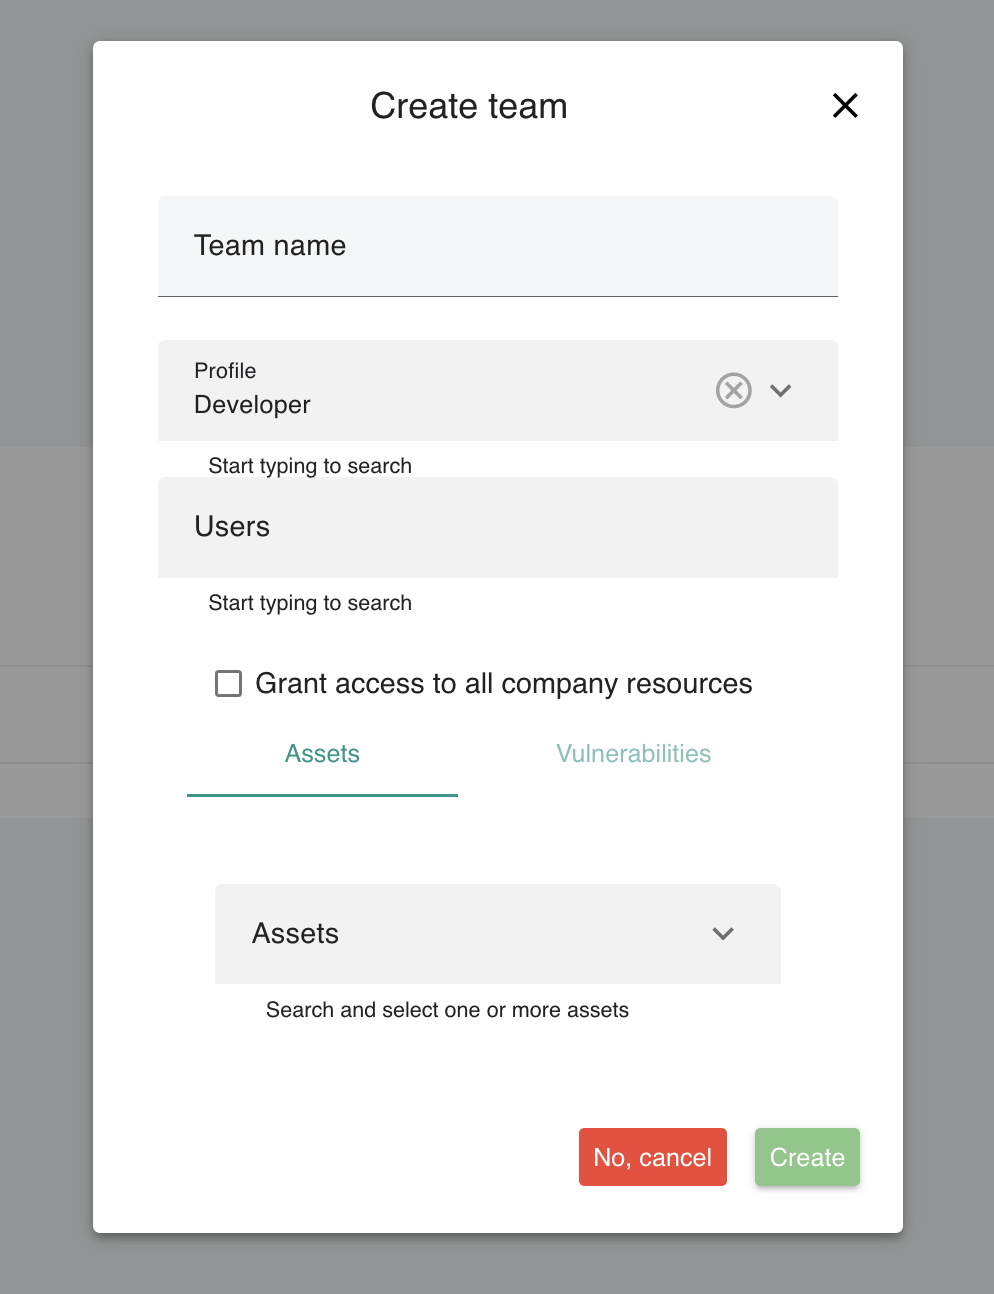 Create team
Team name
Profile
Developer
Start typing to search
Users
Start typing to search
Grant access to all company resources
Assets Vulnerabilities
Assets
Search and select one or more assets
No, cancel Create